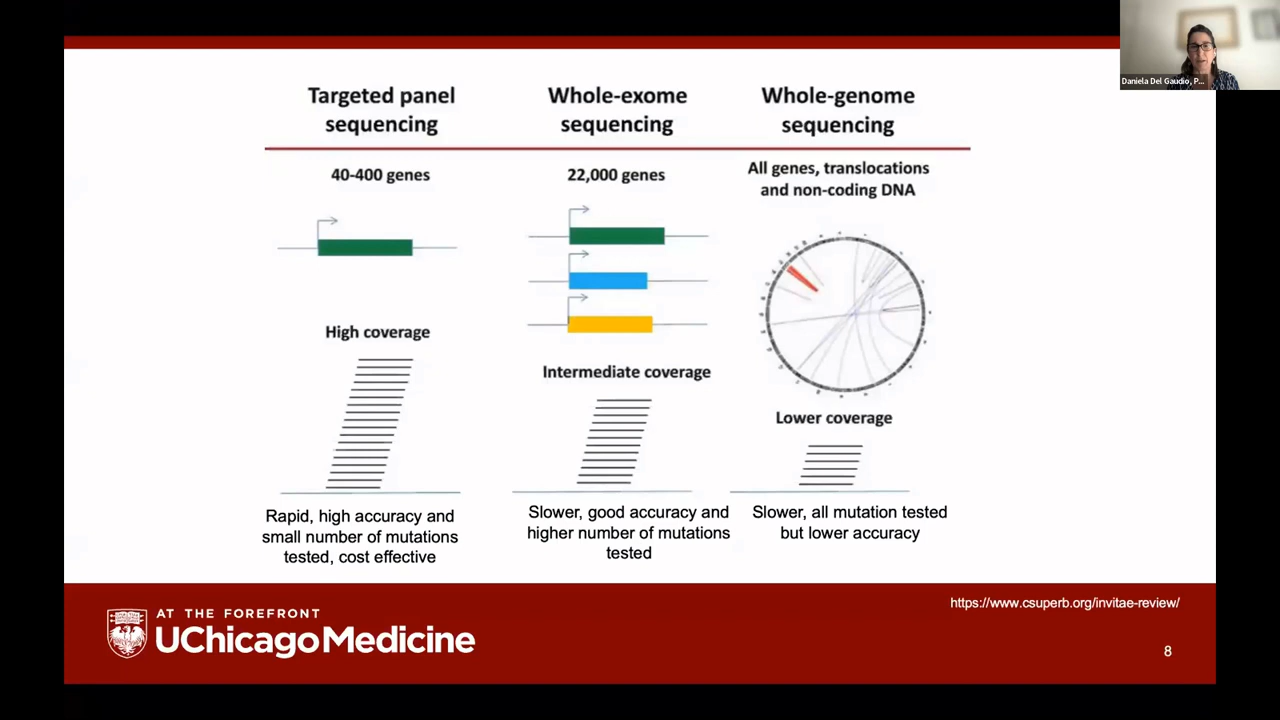 Daniela Del Gaudio, P...
Targeted panel
sequencing
Whole-exome
sequencing
Whole-genome
sequencing
40-400 genes
22,000 genes
All genes, translocations
and non-coding DNA
High coverage
Intermediate coverage
Lower coverage
Rapid, high accuracy and
small number of mutations
tested, cost effective
Slower, good accuracy and
higher number of mutations
tested
Slower, all mutation tested
but lower accuracy
https://www.csuperb.org/invitae-review/
AT THE FOREFRONT
UChicagoMedicine
8